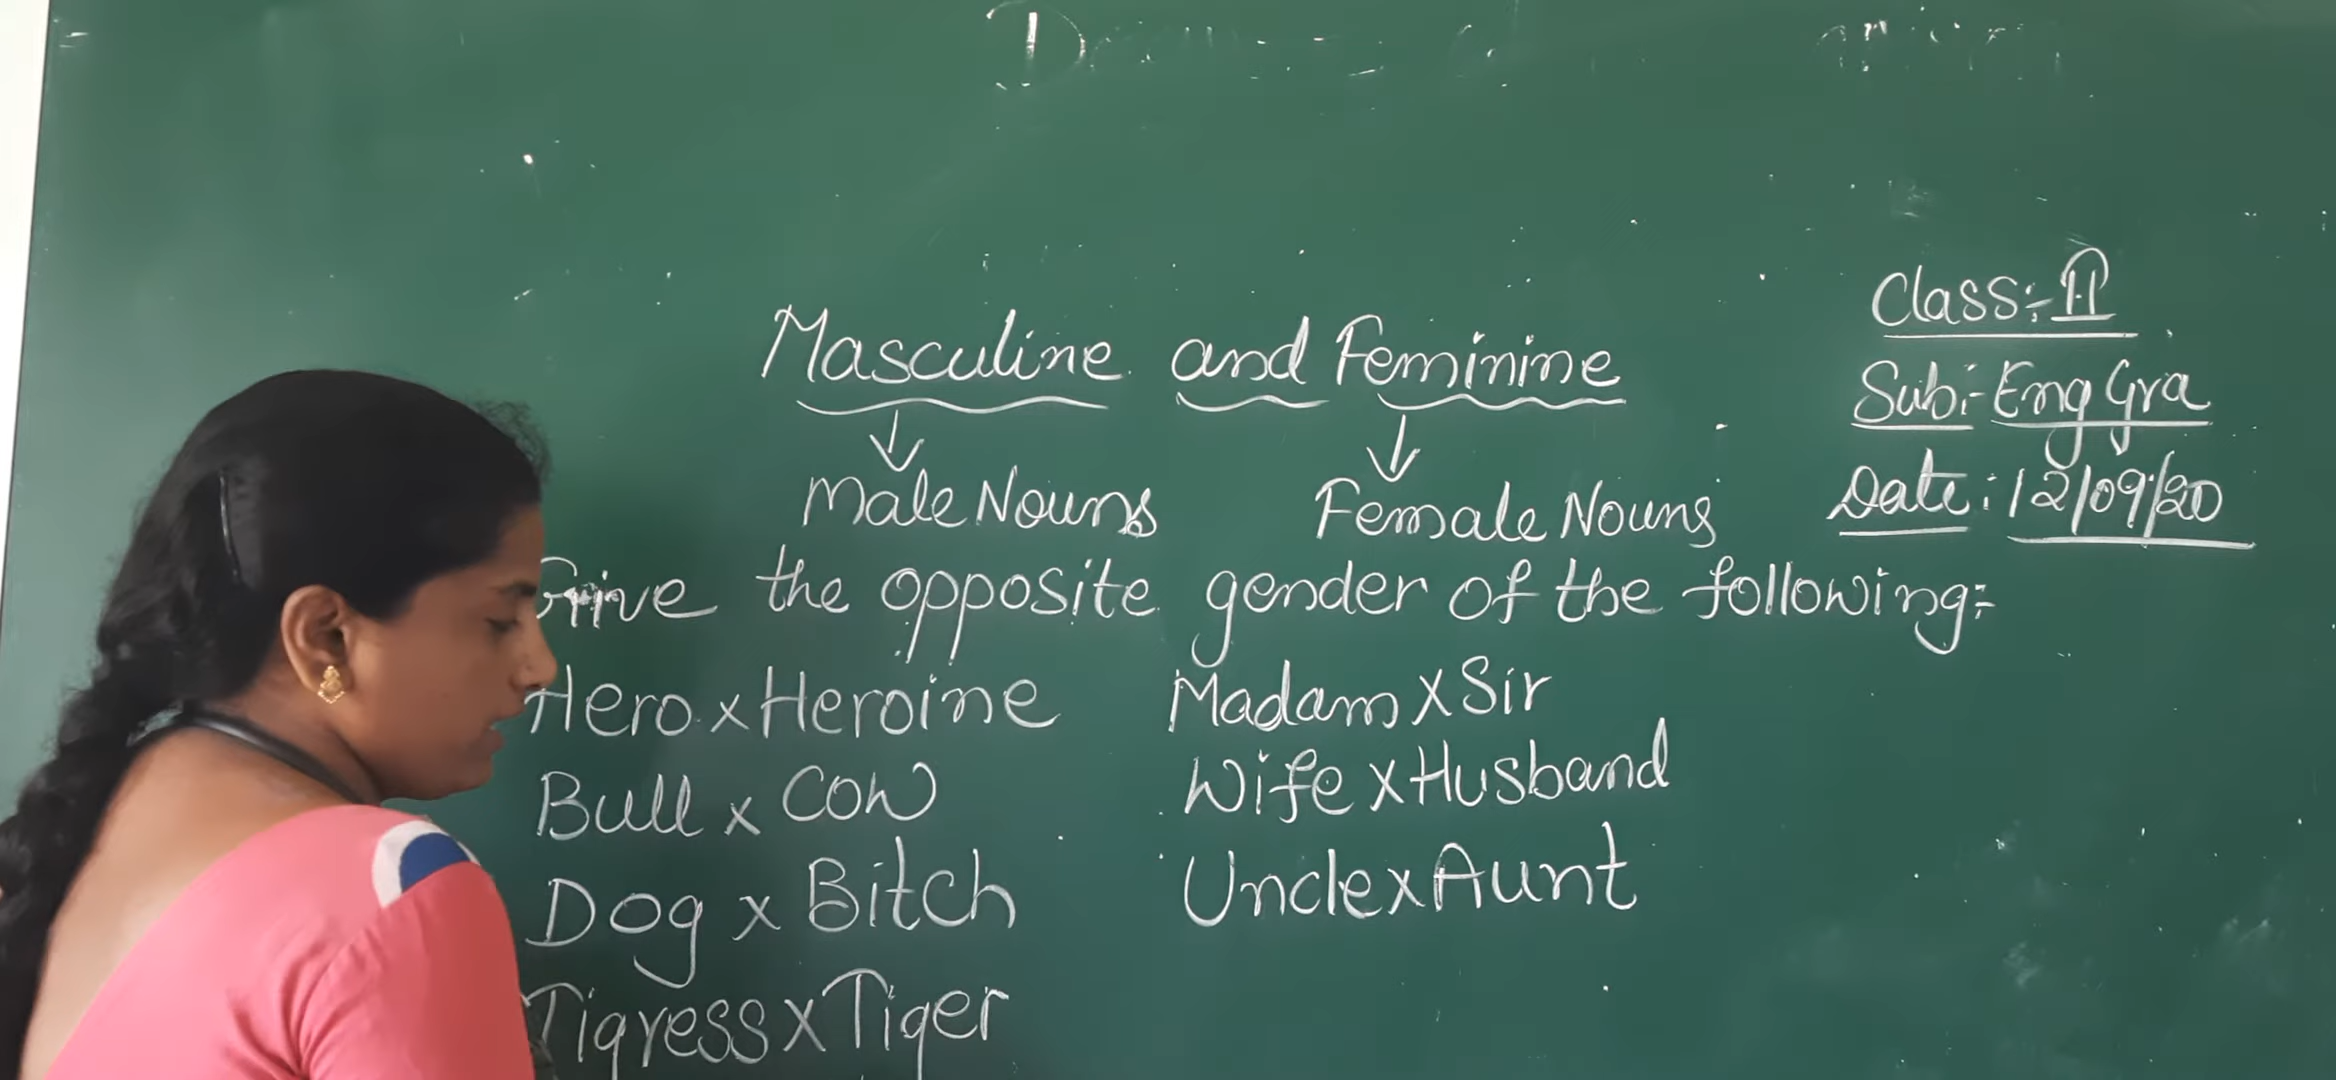 Masculine and Feminine
Class:- II
Sub:- Eng Gra
Date: 12/09/20
↓ ↓
Male Nouns Female Nouns
Give the opposite gender of the following:-
Hero x Heroine Madam x Sir
Bull x Cow Wife x Husband
Dog x Bitch Uncle x Aunt
Tigress x Tiger